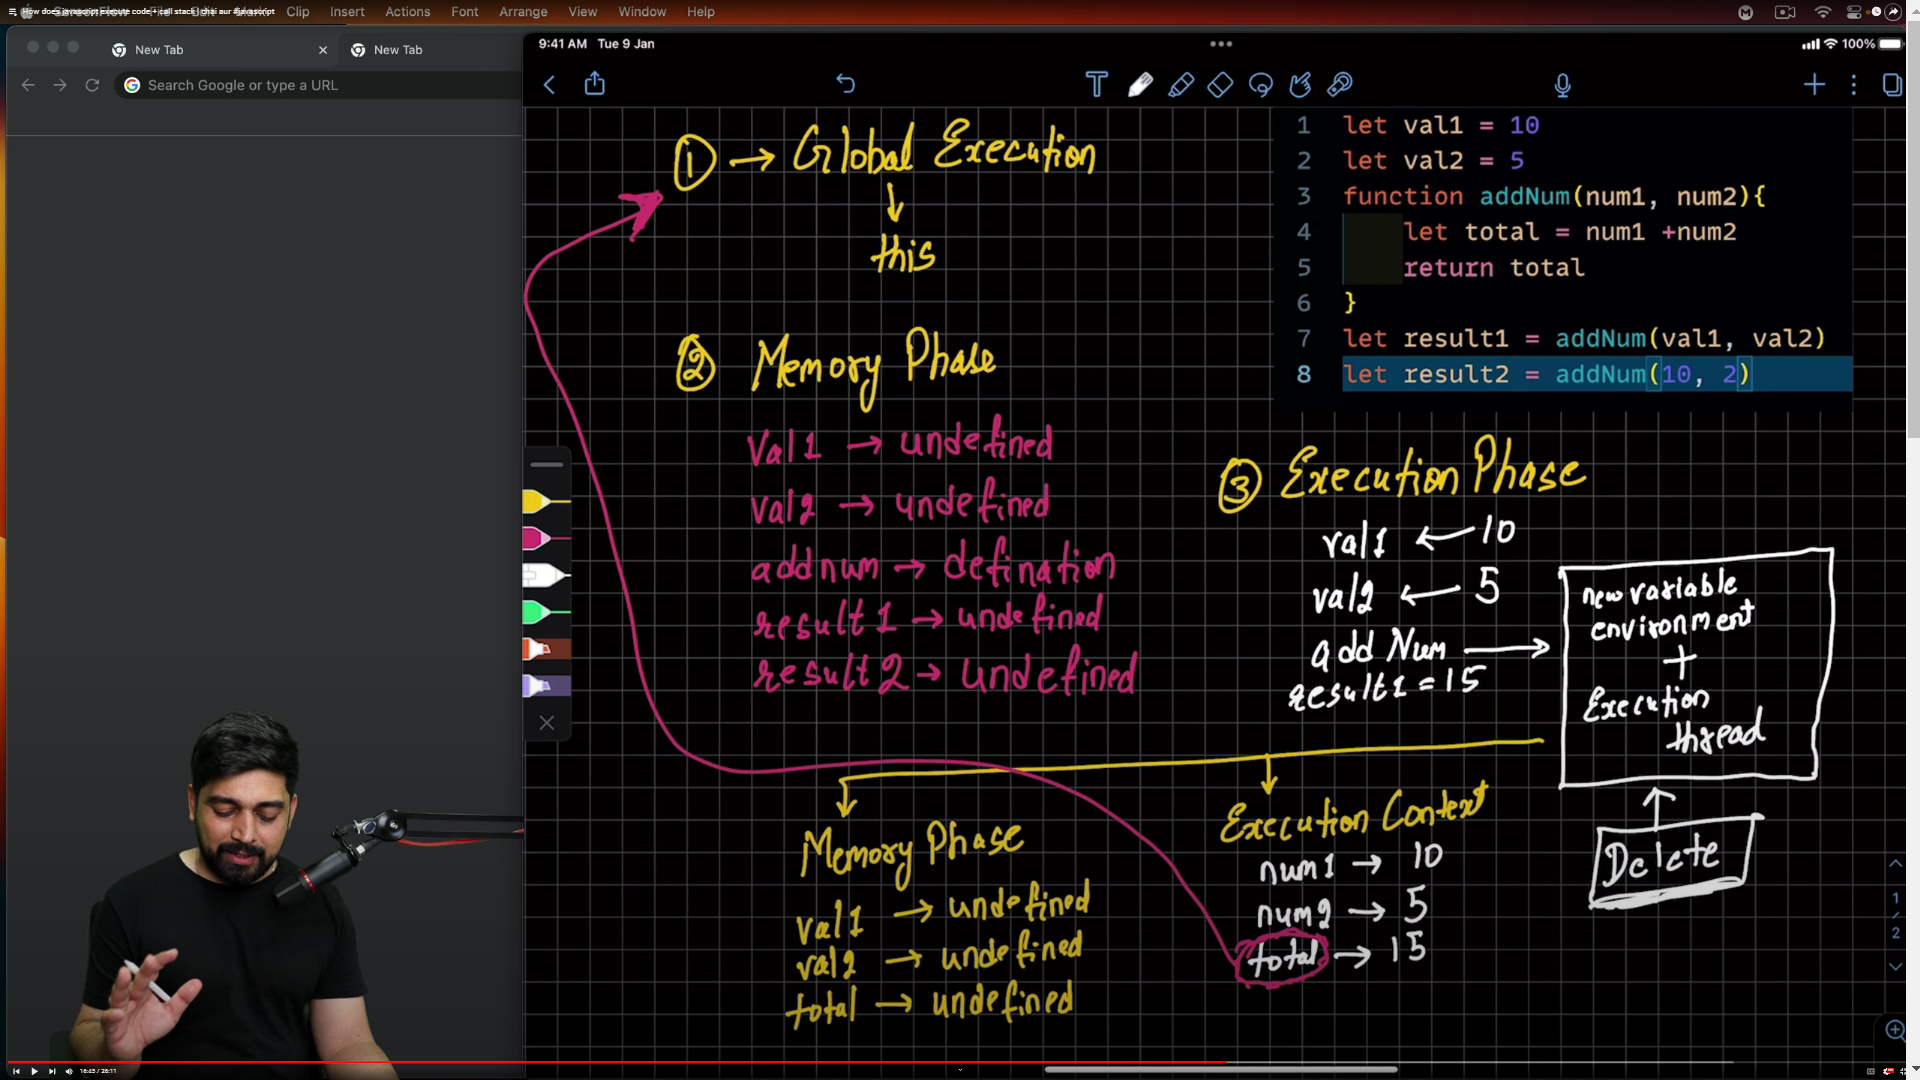 How does javascript execute code + call stack | chai aur #javascript
Clip Insert Actions Font Arrange View Window Help
New Tab
New Tab
Search Google or type a URL
9:41 AM Tue 9 Jan
100%
① → Global Execution
↓
this
② Memory Phase
val1 → undefined
val2 → undefined
addnum → defination
result1 → undefined
result2 → undefined
1 let val1 = 10
2 let val2 = 5
3 function addNum(num1, num2){
4 let total = num1 +num2
5 return total
6 }
7 let result1 = addNum(val1, val2)
8 let result2 = addNum(10, 2)
③ Execution Phase
val1 ← 10
val2 ← 5
add Num →
result1 = 15
new variable
environment
+
Execution
thread
Delete
Memory Phase
val1 → undefined
val2 → undefined
total → undefined
Execution Context
num1 → 10
num2 → 5
total → 15
1
/
2
16:45 / 26:11